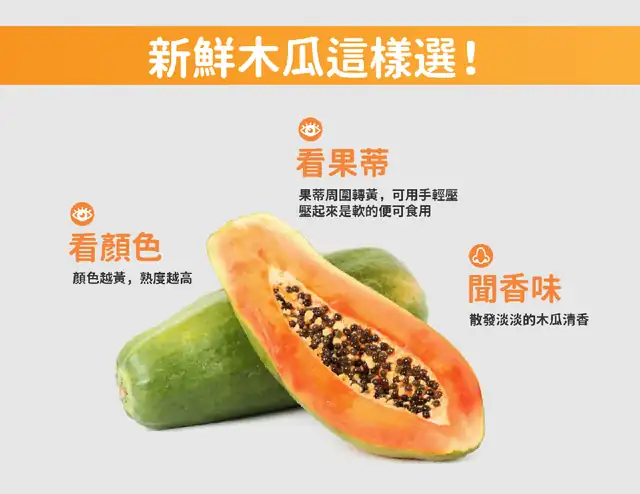 新鮮木瓜這樣選！
看果蒂
果蒂周圍轉黃，可用手輕壓
壓起來是軟的便可食用
看顏色
顏色越黃，熟度越高
聞香味
散發淡淡的木瓜清香